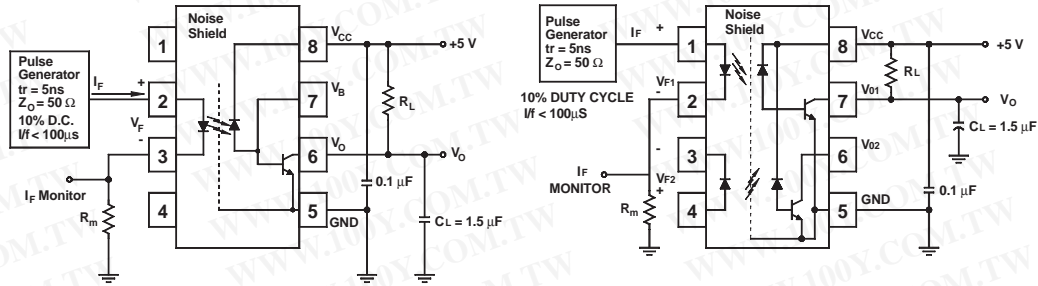 Noise
Shield
1
2
3
4
8
7
6
5
VCC
VB
VO
GND
+5 V
RL
VO
0.1 μF
CL = 1.5 μF
Pulse
Generator
tr = 5ns
ZO = 50 Ω
10% D.C.
I/f < 100μs
IF
+
VF
-
IF Monitor
Rm
Pulse
Generator
tr = 5ns
ZO = 50 Ω
IF
+
VF1
-
10% DUTY CYCLE
I/f < 100μS
-
VF2
+
IF
MONITOR
Rm
Noise
Shield
1
2
3
4
8
7
6
5
VCC
V01
V02
GND
+5 V
RL
VO
CL = 1.5 μF
0.1 μF
WWW.100Y.COM.TW